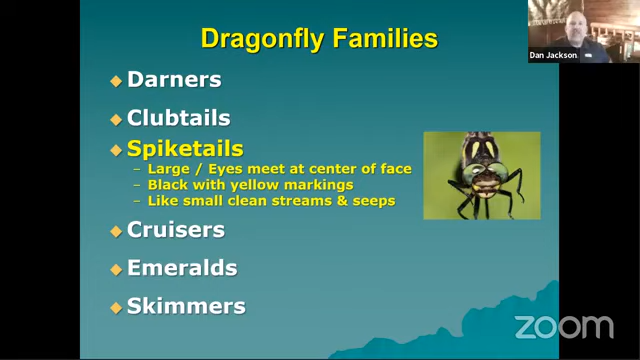 Dragonfly Families
Dan Jackson
Darners
Clubtails
Spiketails
– Large / Eyes meet at center of face
– Black with yellow markings
– Like small clean streams & seeps
Cruisers
Emeralds
Skimmers
zoom